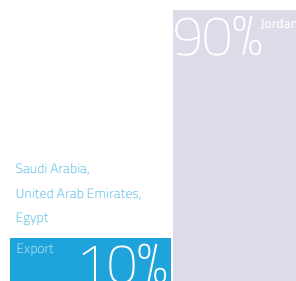 90% Jordan
Saudi Arabia,
United Arab Emirates,
Egypt
Export 10%